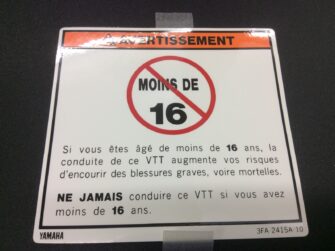 ⚠ AVERTISSEMENT
MOINS DE
16
Si vous êtes âgé de moins de 16 ans, la
conduite de ce VTT augmente vos risques
d'encourir des blessures graves, voire mortelles.
NE JAMAIS conduire ce VTT si vous avez
moins de 16 ans.
YAMAHA 3FA-2415A-10